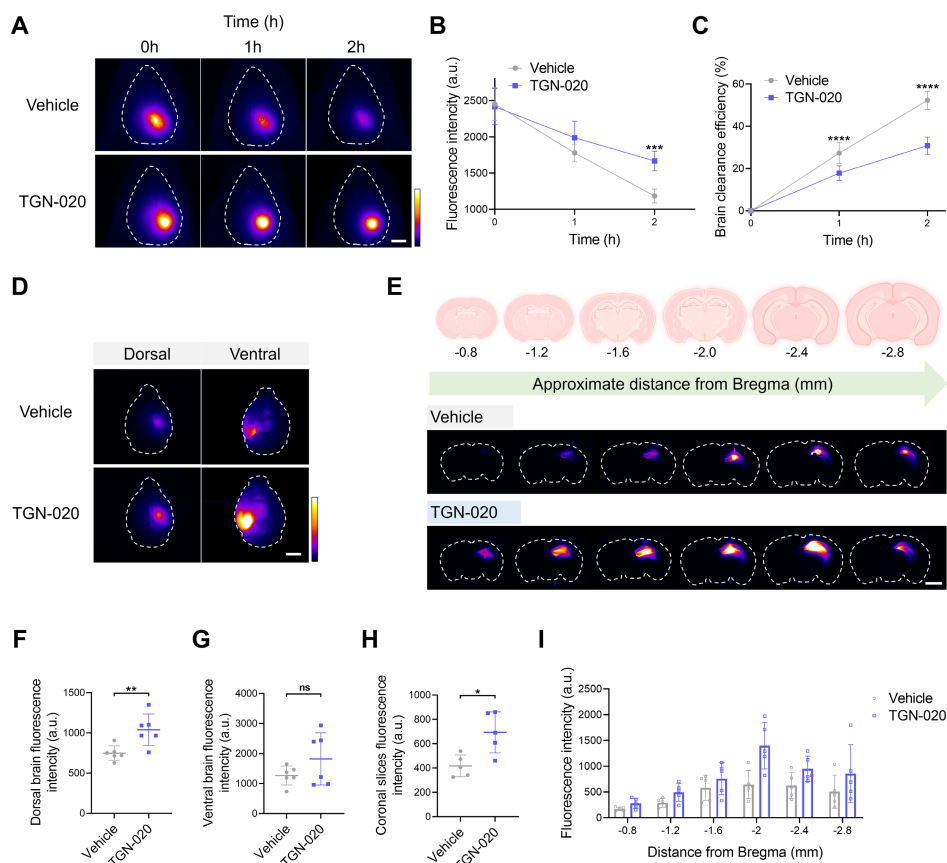 A
Time (h)
0h 1h 2h
Vehicle
TGN-020
B
Vehicle
TGN-020
Fluorescence intencity (a.u.)
2500
2000
1500
1000
***
0 1 2
Time (h)
C
Vehicle
TGN-020
Brain clearance efficiency (%)
60
40
20
0
****
****
0 1 2
Time (h)
D
Dorsal Ventral
Vehicle
TGN-020
E
-0.8 -1.2 -1.6 -2.0 -2.4 -2.8
Approximate distance from Bregma (mm)
Vehicle
TGN-020
F
Dorsal brain fluorescence
intencity (a.u.)
1500
1000
500
0
**
Vehicle
TGN-020
G
Ventral brain fluorescence
intencity (a.u.)
4000
3000
2000
1000
0
ns
Vehicle
TGN-020
H
Coronal slices fluorescence
intencity (a.u.)
1000
800
600
400
200
0
*
Vehicle
TGN-020
I
Fluorescence intencity (a.u.)
2500
2000
1500
1000
500
0
Vehicle
TGN-020
-0.8 -1.2 -1.6 -2 -2.4 -2.8
Distance from Bregma (mm)